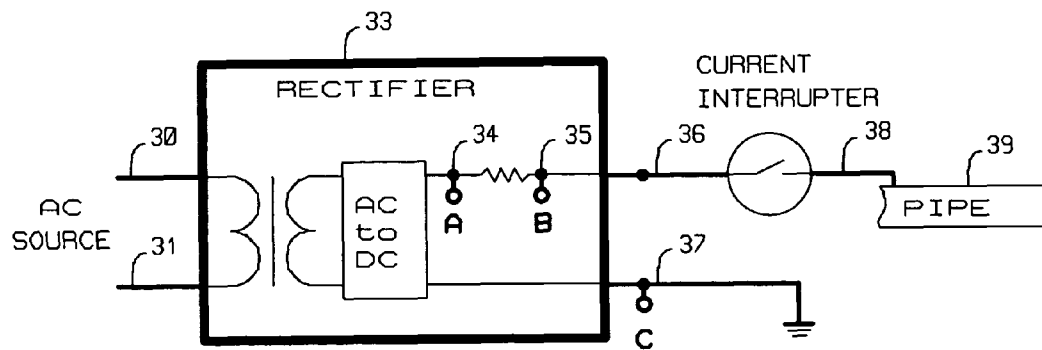 33
RECTIFIER
CURRENT
INTERRUPTER
30
34
35
36
38
39
AC
SOURCE
AC
to
DC
A
B
PIPE
31
37
C